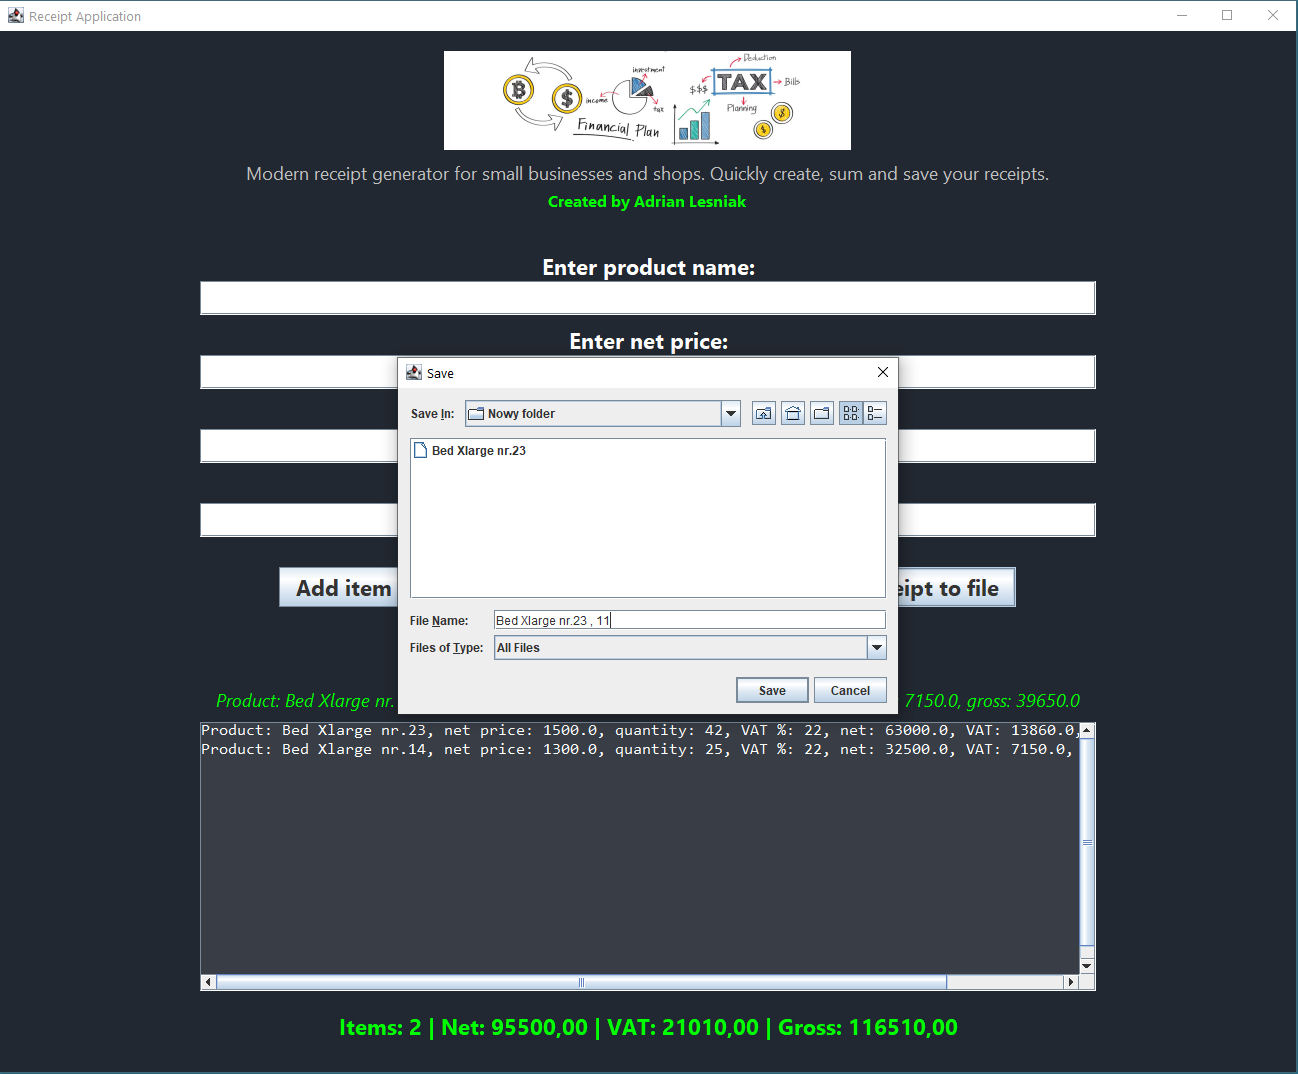 Receipt Application
Deduction
investment
TAX
Bills
$$$
income
tax
Planning
Financial Plan
Modern receipt generator for small businesses and shops. Quickly create, sum and save your receipts.
Created by Adrian Lesniak
Enter product name:
Enter net price:
Save
Save In: Nowy folder
Bed Xlarge nr.23
Add item
eipt to file
File Name: Bed Xlarge nr.23 , 11
Files of Type: All Files
Save Cancel
Product: Bed Xlarge nr. 7150.0, gross: 39650.0
Product: Bed Xlarge nr.23, net price: 1500.0, quantity: 42, VAT %: 22, net: 63000.0, VAT: 13860.0,
Product: Bed Xlarge nr.14, net price: 1300.0, quantity: 25, VAT %: 22, net: 32500.0, VAT: 7150.0,
Items: 2 | Net: 95500,00 | VAT: 21010,00 | Gross: 116510,00